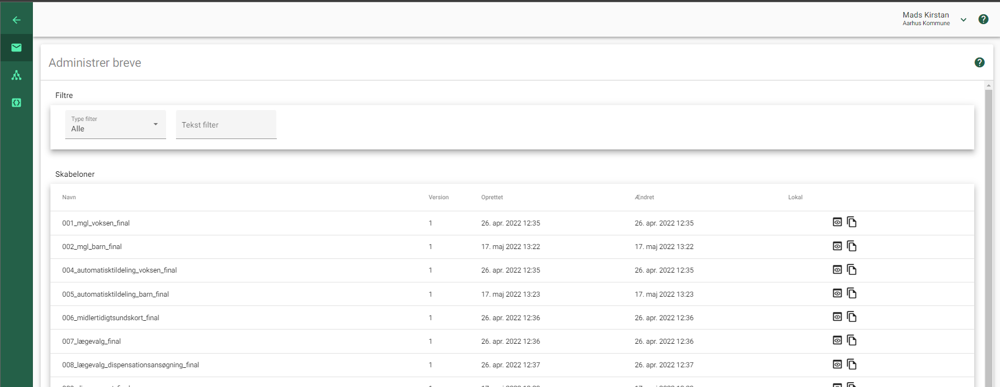 Mads Kirstan
Aarhus Kommune
Administrer breve
Filtre
Type filter
Alle
Tekst filter
Skabeloner
Navn Version Oprettet Ændret Lokal
001_mgl_voksen_final 1 26. apr. 2022 12:35 26. apr. 2022 12:35
002_mgl_barn_final 1 17. maj 2022 13:22 17. maj 2022 13:22
004_automatisktildeling_voksen_final 1 26. apr. 2022 12:35 26. apr. 2022 12:35
005_automatisktildeling_barn_final 1 17. maj 2022 13:23 17. maj 2022 13:23
006_midlertidigtsundskort_final 1 26. apr. 2022 12:36 26. apr. 2022 12:36
007_lægevalg_final 1 26. apr. 2022 12:36 26. apr. 2022 12:36
008_lægevalg_dispensationsansøgning_final 1 26. apr. 2022 12:37 26. apr. 2022 12:37